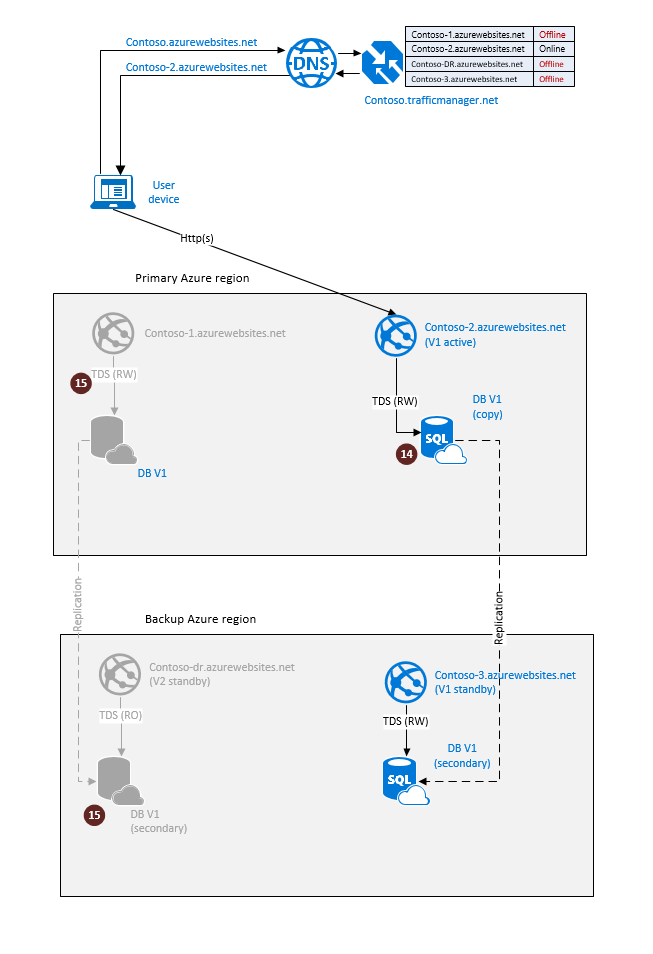 Contoso.azurewebsites.net
Contoso-2.azurewebsites.net
DNS
Contoso-1.azurewebsites.net Offline
Contoso-2.azurewebsites.net Online
Contoso-DR.azurewebsites.net Offline
Contoso-3.azurewebsites.net Offline
Contoso.trafficmanager.net
User
device
Http(s)
Primary Azure region
Contoso-1.azurewebsites.net
Contoso-2.azurewebsites.net
(V1 active)
15
TDS (RW)
TDS (RW)
DB V1
(copy)
SQL
14
DB V1
Replication
Replication
Backup Azure region
Contoso-dr.azurewebsites.net
(V2 standby)
Contoso-3.azurewebsites.net
(V1 standby)
TDS (RO)
TDS (RW)
DB V1
(secondary)
SQL
15
DB V1
(secondary)